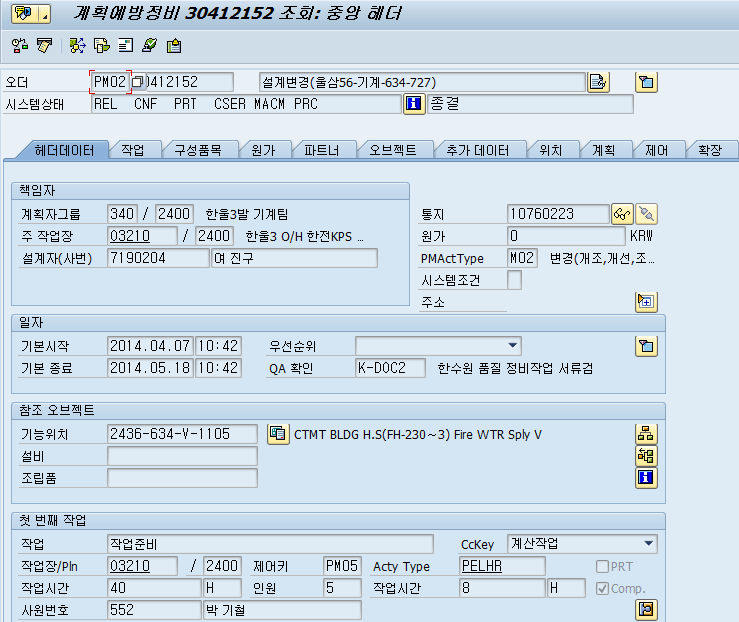 계획예방정비 30412152 조회: 중앙 헤더
오더 PM02 0412152 설계변경(울삼56-기계-634-727)
시스템상태 REL CNF PRT CSER MACM PRC 종결
헤더데이터 작업 구성품목 원가 파트너 오브젝트 추가 데이터 위치 계획 제어 확장
책임자
계획자그룹 340 / 2400 한울3발 기계팀 통지 10760223
주 작업장 03210 / 2400 한울3 O/H 한전KPS … 원가 0 KRW
설계자(사번) 7190204 여 진구 PMActType M02 변경(개조,개선,조…
시스템조건
주소
일자
기본시작 2014.04.07 10:42 우선순위
기본 종료 2014.05.18 10:42 QA 확인 K-DOC2 한수원 품질 정비작업 서류검
참조 오브젝트
기능위치 2436-634-V-1105 CTMT BLDG H.S(FH-230~3) Fire WTR Sply V
설비
조립품
첫 번째 작업
작업 작업준비 CcKey 계산작업
작업장/Pln 03210 / 2400 제어키 PM05 Acty Type PELHR PRT
작업시간 40 H 인원 5 작업시간 8 H Comp.
사원번호 552 박 기철